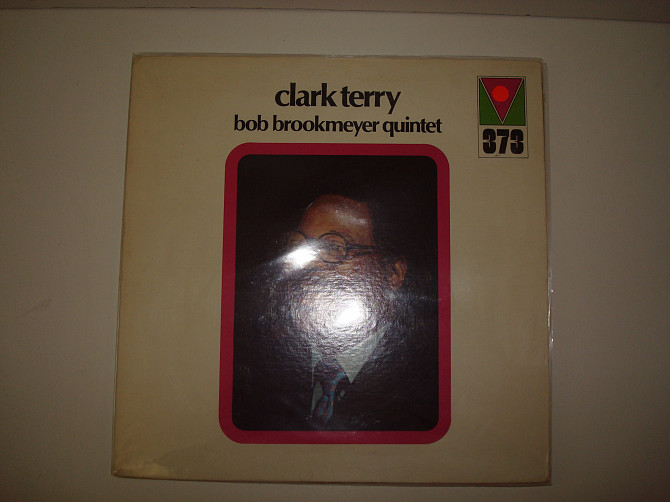 clark terry
bob brookmeyer quintet
373